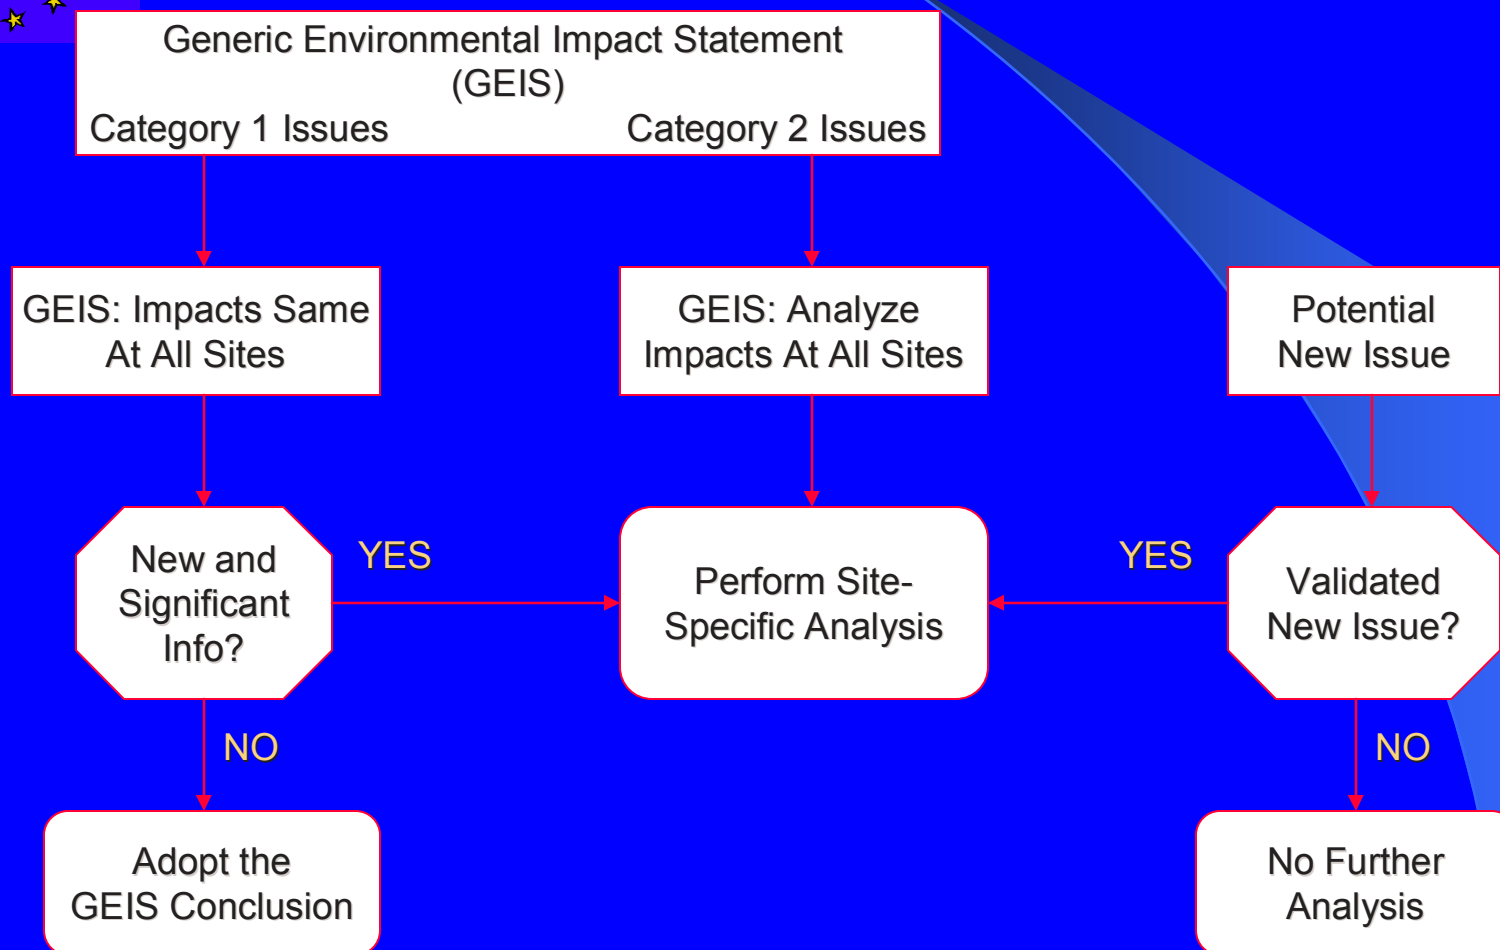 Generic Environmental Impact Statement
(GEIS)
Category 1 Issues
Category 2 Issues
GEIS: Impacts Same
At All Sites
GEIS: Analyze
Impacts At All Sites
Potential
New Issue
New and
Significant
Info?
YES
Perform Site-
Specific Analysis
YES
Validated
New Issue?
NO
NO
Adopt the
GEIS Conclusion
No Further
Analysis